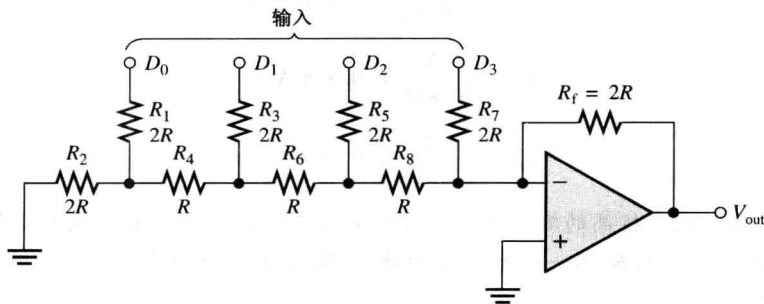 输入
D0 D1 D2 D3
R1 R3 R5 R7 Rf = 2R
2R 2R 2R 2R
R2 R4 R6 R8
2R R R R
−
+
Vout